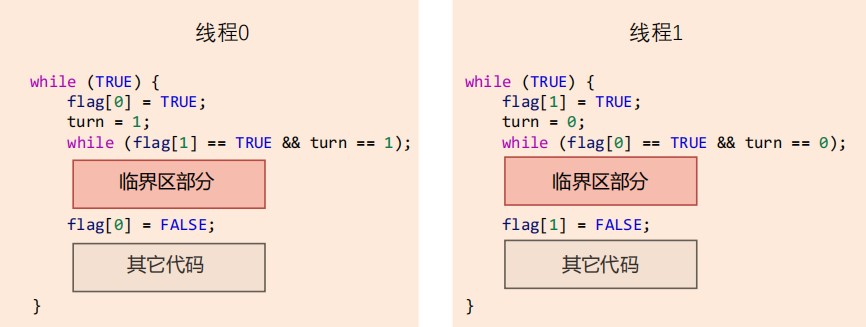 线程0
while (TRUE) {
flag[0] = TRUE;
turn = 1;
while (flag[1] == TRUE && turn == 1);
临界区部分
flag[0] = FALSE;
其它代码
}
线程1
while (TRUE) {
flag[1] = TRUE;
turn = 0;
while (flag[0] == TRUE && turn == 0);
临界区部分
flag[1] = FALSE;
其它代码
}